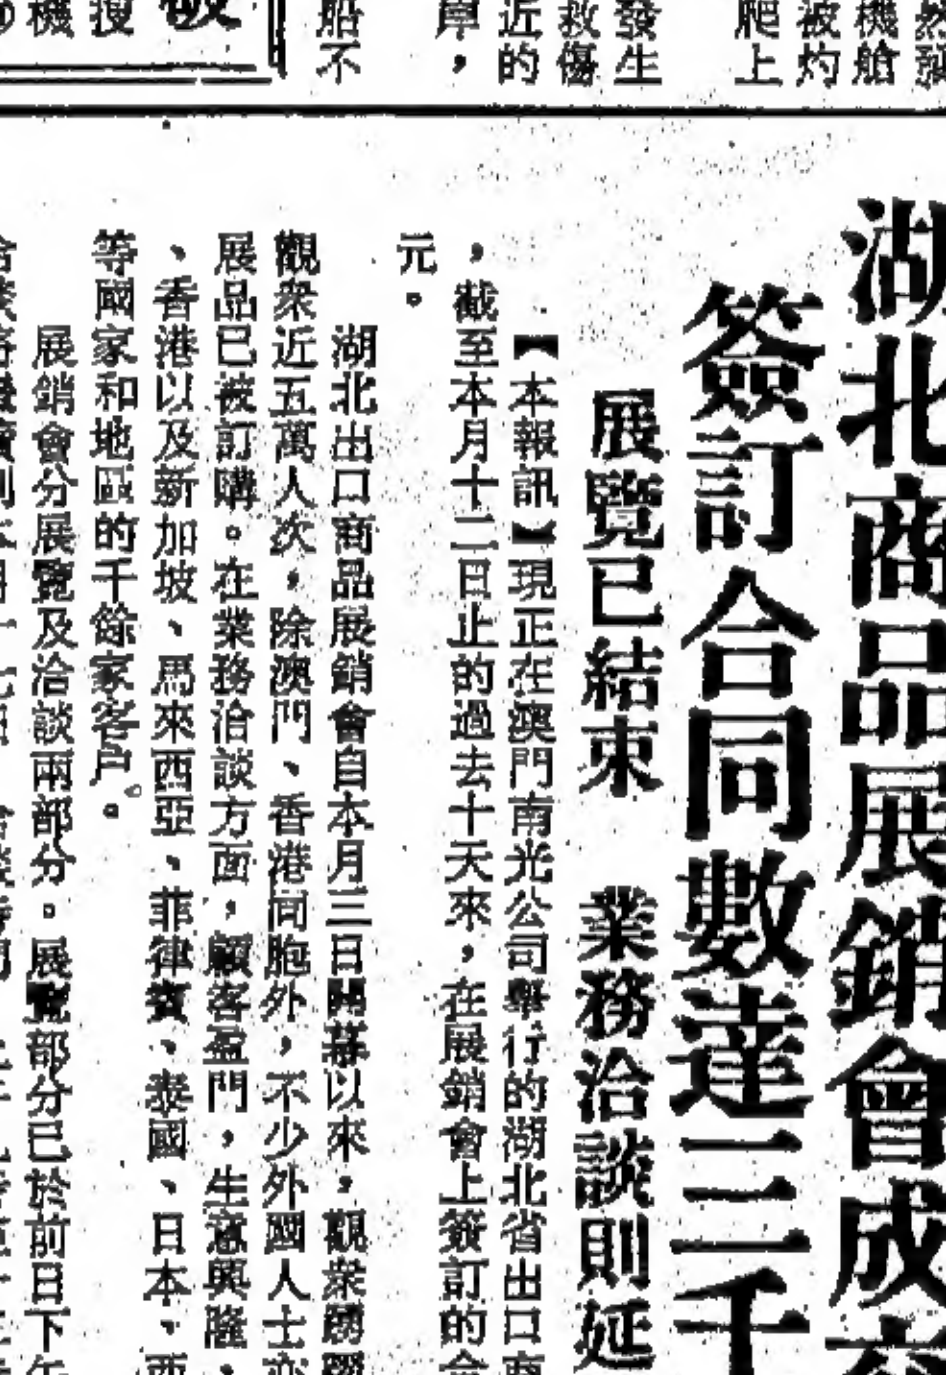 機艙
被灼
爬上
發生
救傷
近的
岸，
船不
機
搜
湖北商品展銷會成交
簽訂合同數達三千
展覽已結束　業務洽談則延
【本報訊】現正在澳門南光公司舉行的湖北省出口商
，截至本月十二日止的過去十天來，在展銷會上簽訂的合
元。
湖北出口商品展銷會自本月三日開幕以來，觀衆踴躍
觀衆近五萬人次，除澳門、香港同胞外，不少外國人士亦
展品已被訂購。在業務洽談方面，顧客盈門，生意興隆，
、香港以及新加坡、馬來西亞、菲律賓、泰國、日本、西
等國家和地區的千餘家客戶。
展銷會分展覽及洽談兩部分。展覽部分已於前日下午